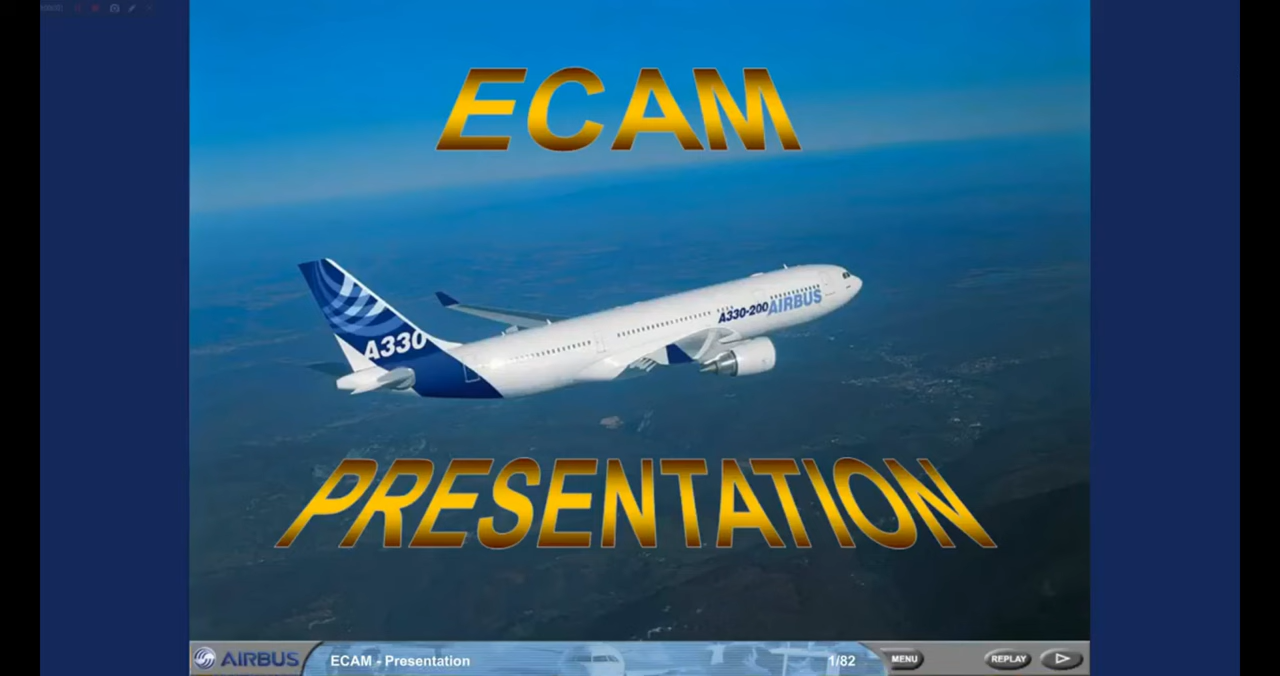 ECAM
A330-200 AIRBUS
A330
PRESENTATION
AIRBUS
ECAM - Presentation
1/82
MENU
REPLAY